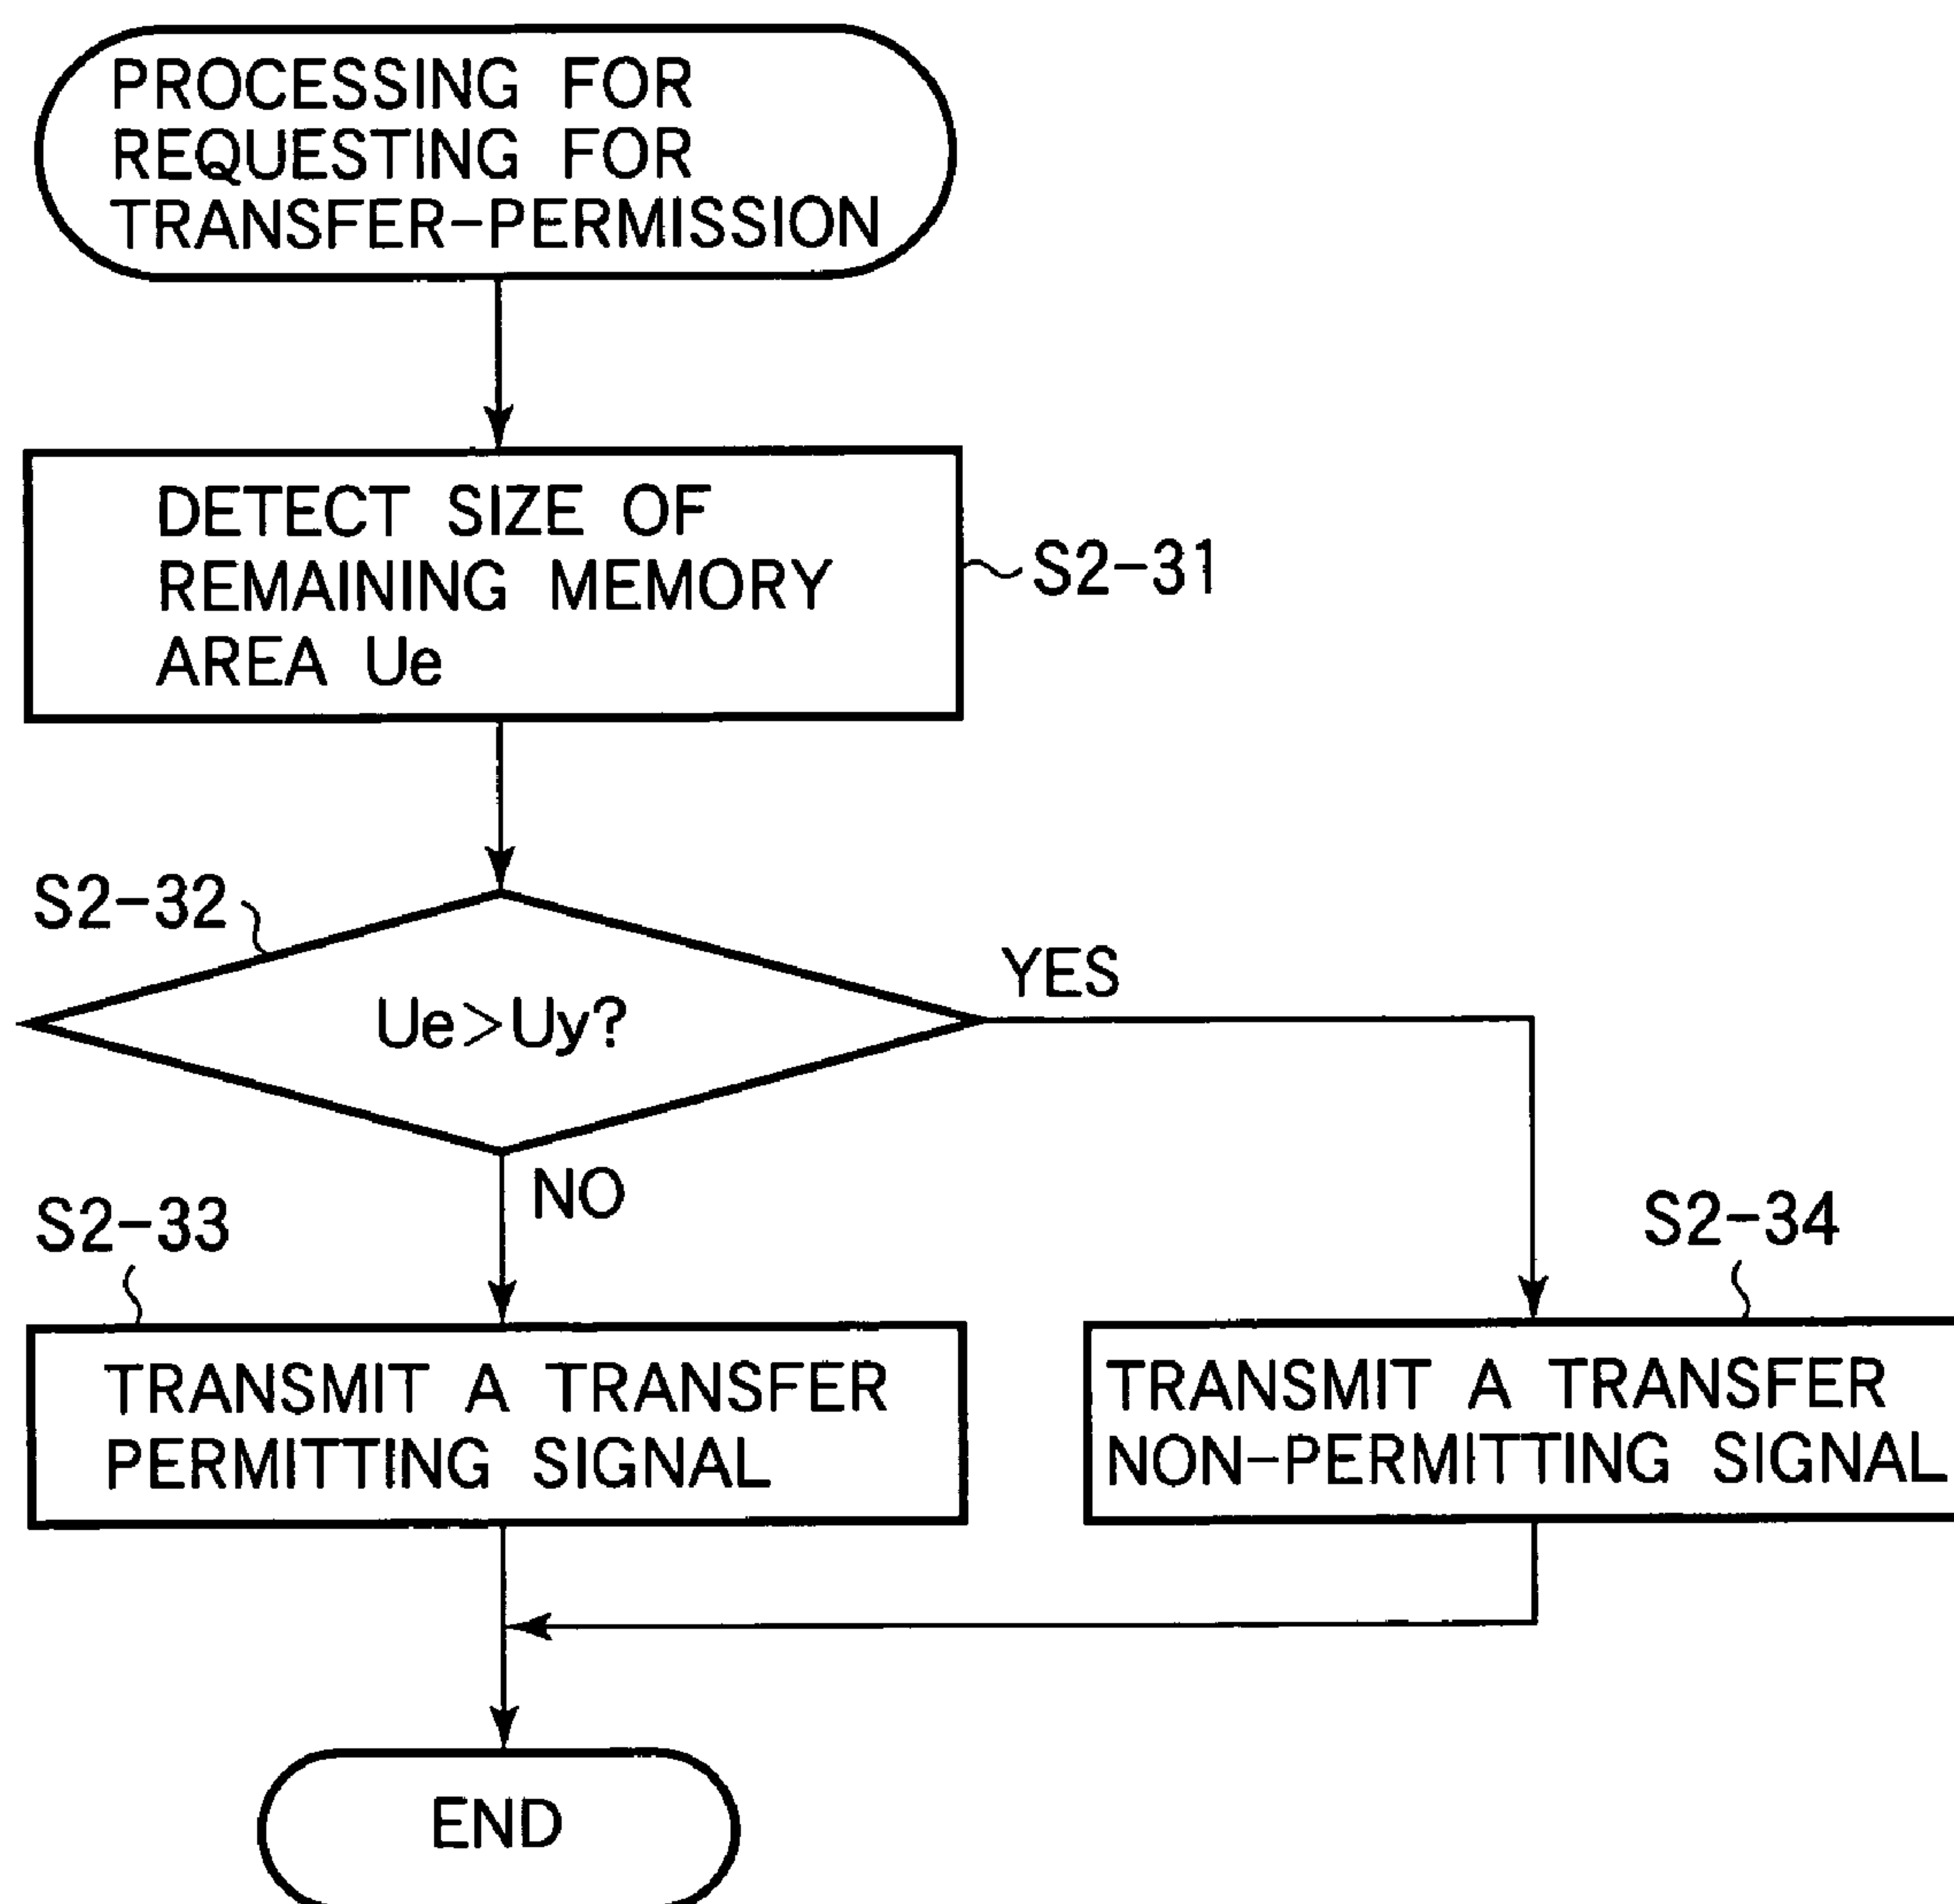 PROCESSING FOR
REQUESTING FOR
TRANSFER-PERMISSION
DETECT SIZE OF
REMAINING MEMORY
AREA Ue
S2-31
S2-32
Ue>Uy?
YES
NO
S2-33
TRANSMIT A TRANSFER
PERMITTING SIGNAL
S2-34
TRANSMIT A TRANSFER
NON-PERMITTING SIGNAL
END